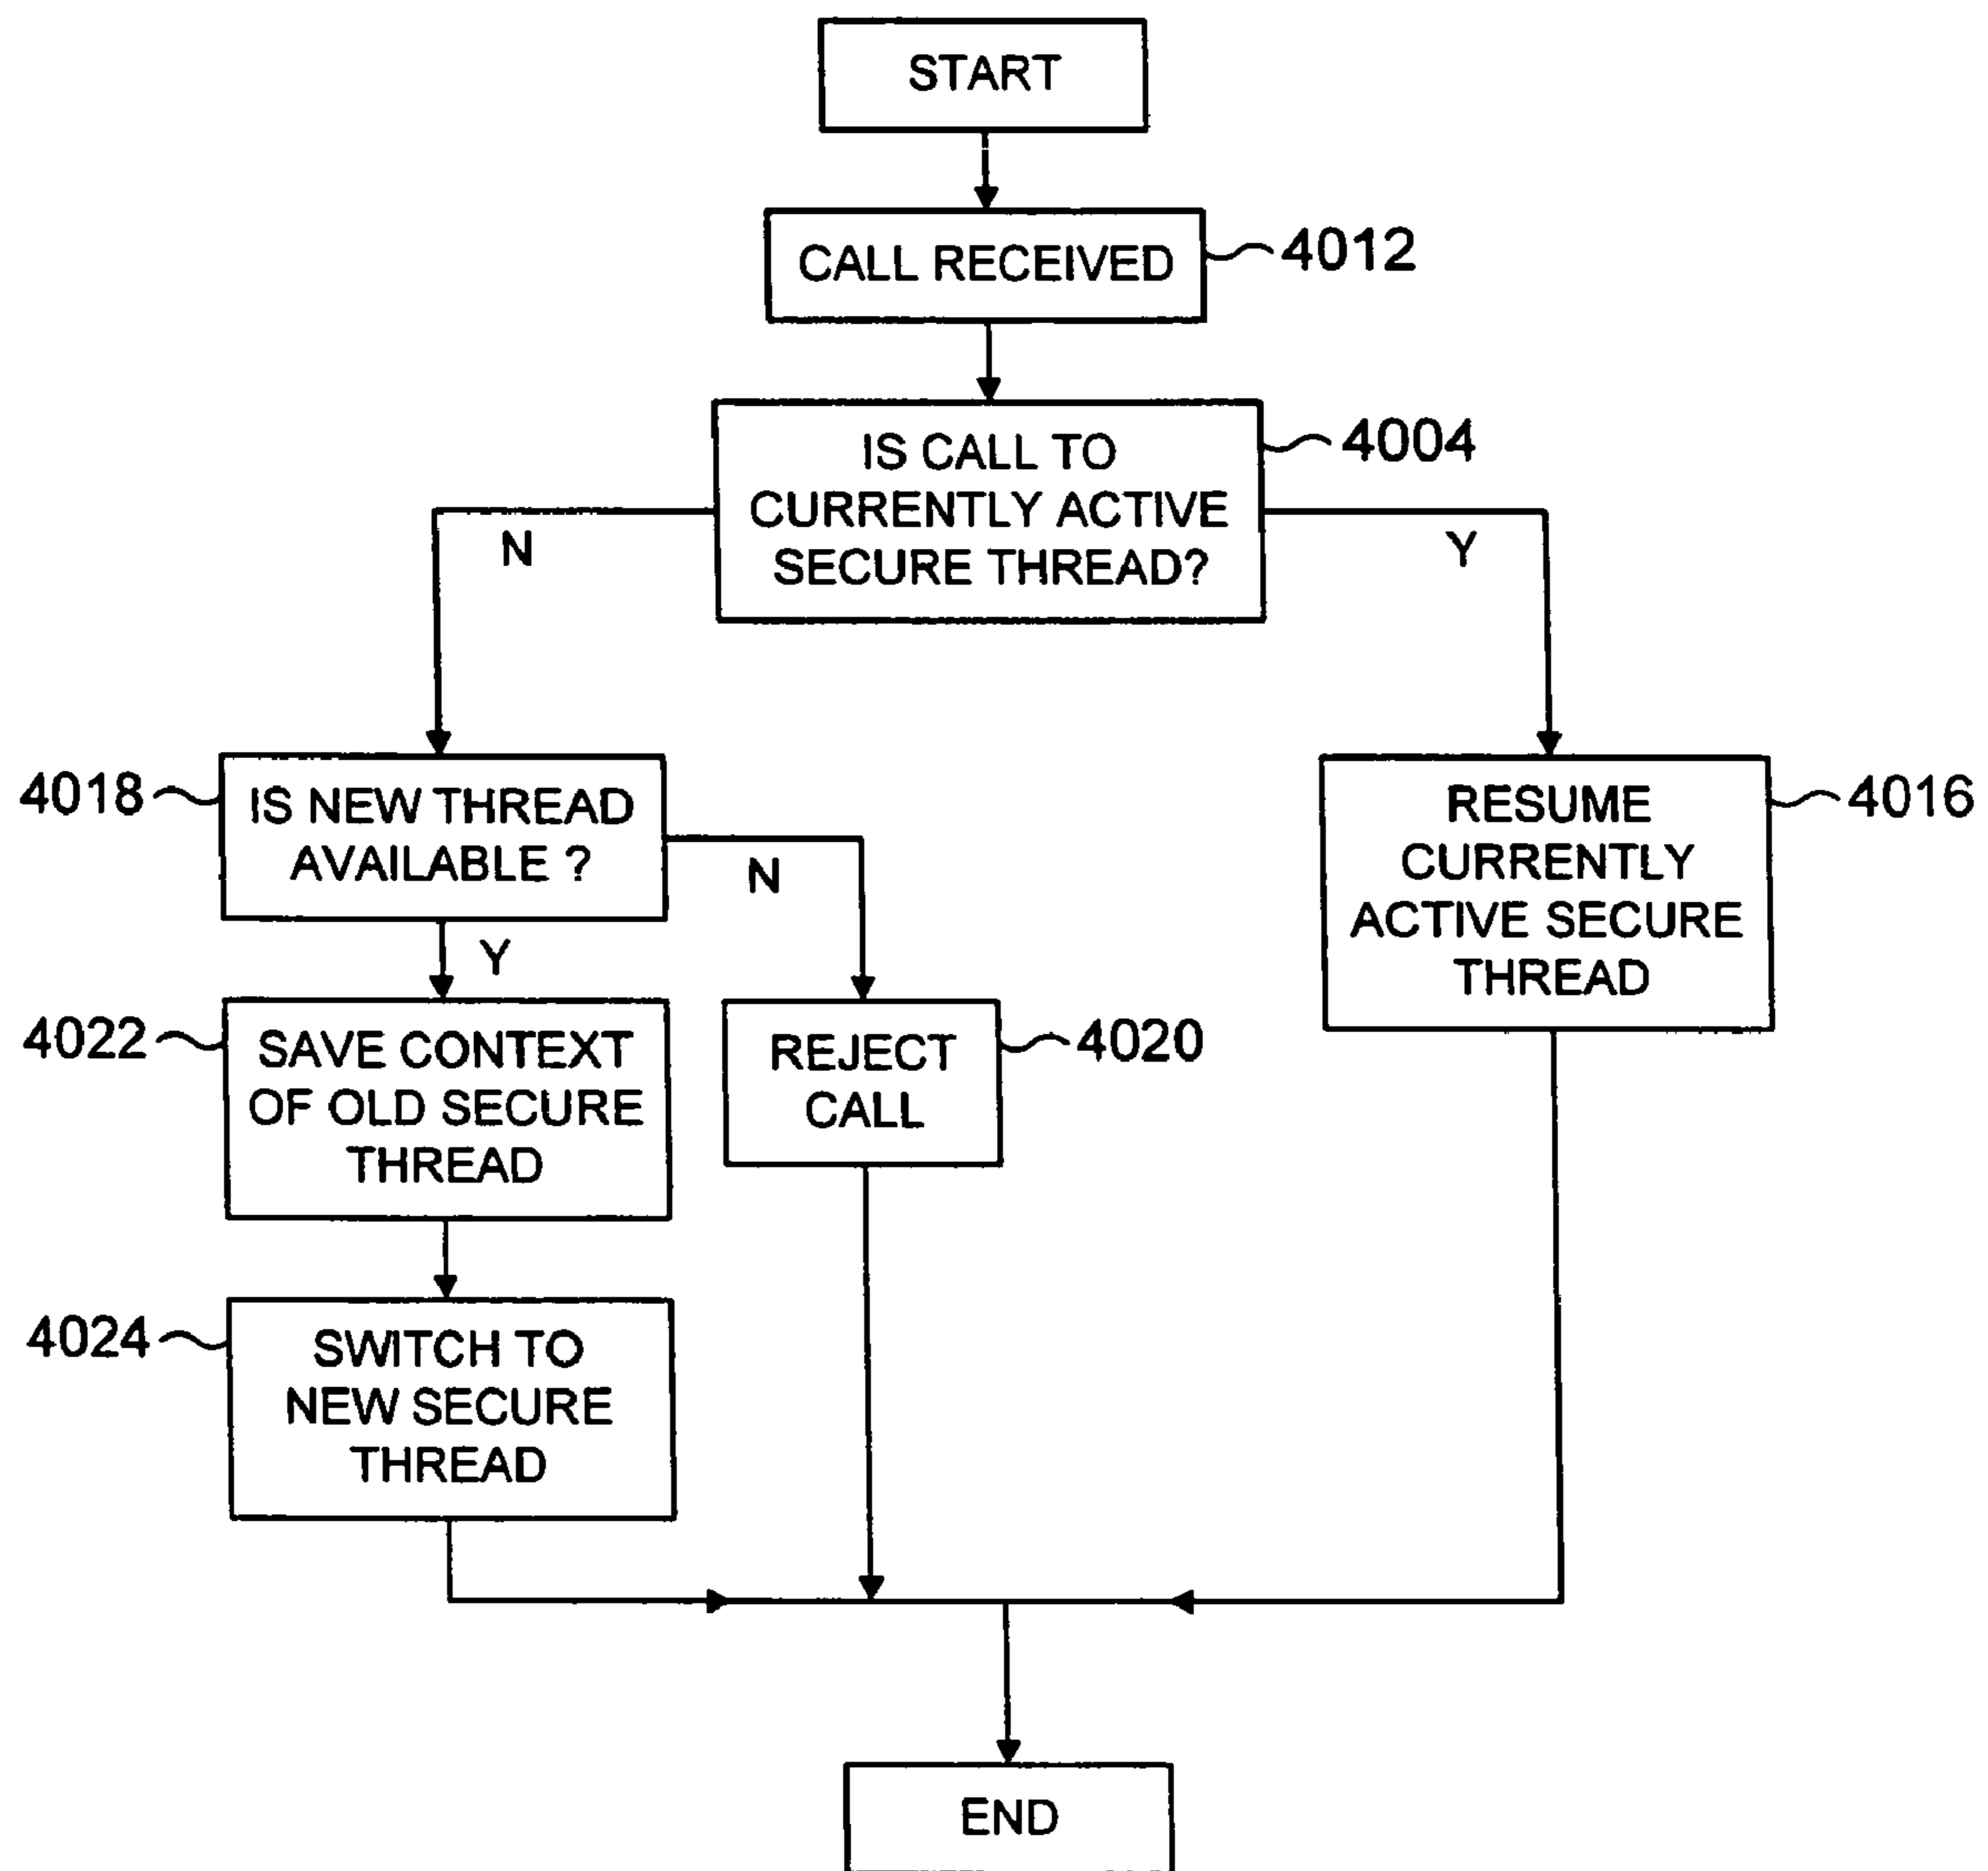 START
CALL RECEIVED
4012
IS CALL TO
CURRENTLY ACTIVE
SECURE THREAD?
4004
N
Y
4018
IS NEW THREAD
AVAILABLE ?
N
Y
RESUME
CURRENTLY
ACTIVE SECURE
THREAD
4016
4022
SAVE CONTEXT
OF OLD SECURE
THREAD
REJECT
CALL
4020
4024
SWITCH TO
NEW SECURE
THREAD
END